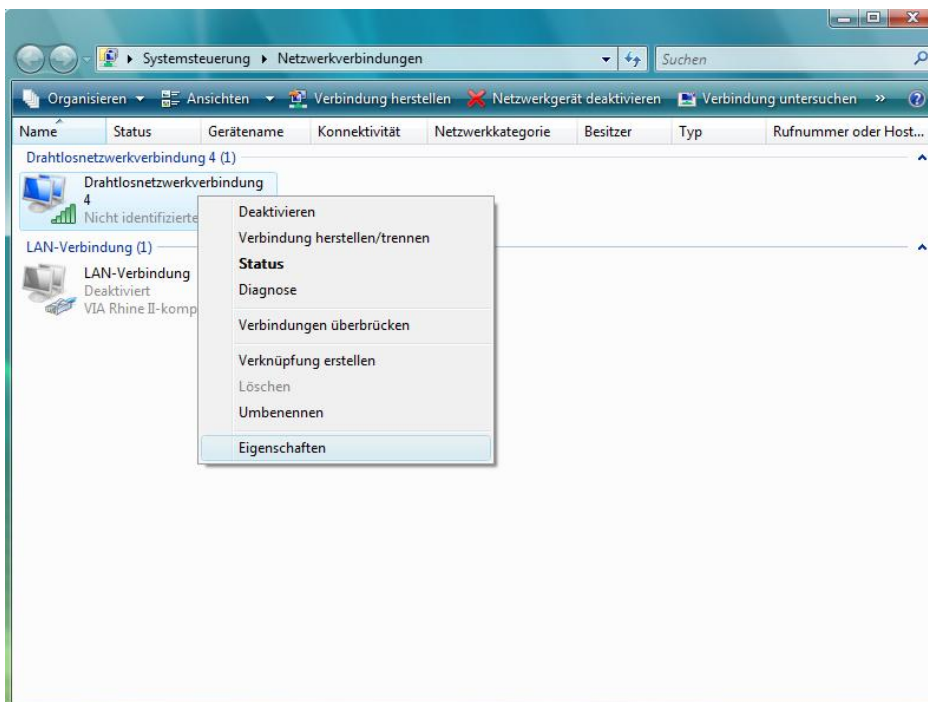 Systemsteuerung Netzwerkverbindungen Suchen
Organisieren Ansichten Verbindung herstellen Netzwerkgerät deaktivieren Verbindung untersuchen »
Name Status Gerätename Konnektivität Netzwerkkategorie Besitzer Typ Rufnummer oder Host...
Drahtlosnetzwerkverbindung 4 (1)
Drahtlosnetzwerkverbindung
4
Nicht identifizierte
LAN-Verbindung (1)
LAN-Verbindung
Deaktiviert
VIA Rhine II-komp
Deaktivieren
Verbindung herstellen/trennen
Status
Diagnose
Verbindungen überbrücken
Verknüpfung erstellen
Löschen
Umbenennen
Eigenschaften